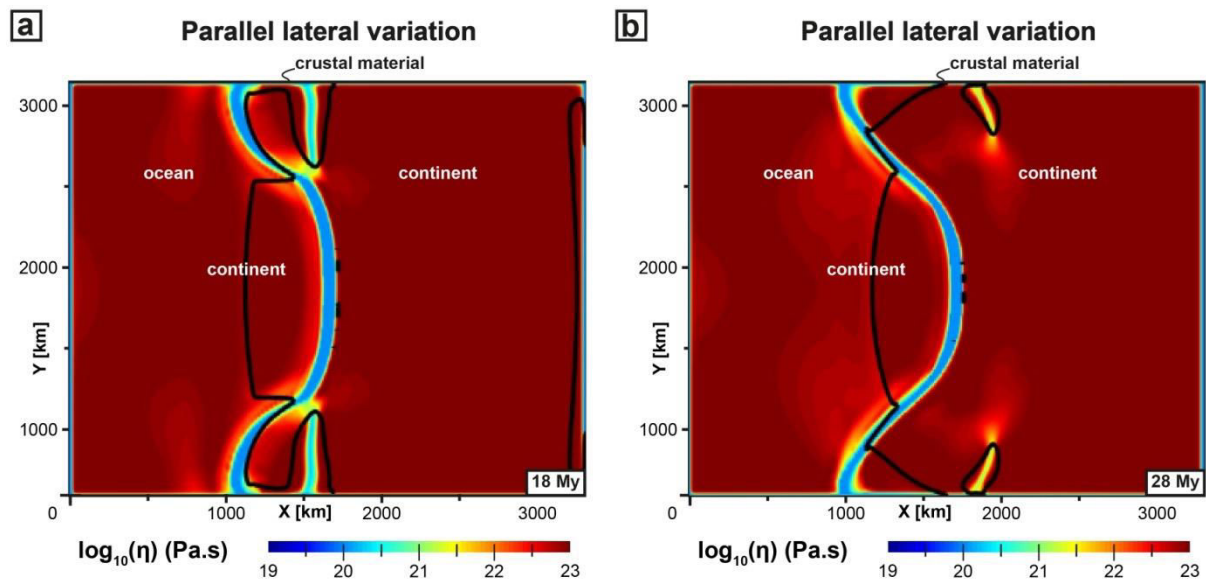 a
Parallel lateral variation
crustal material
3000
2000
1000
0
Y [km]
ocean
continent
continent
18 My
1000
X [km]
2000
3000
log10(η) (Pa.s)
19
20
21
22
23
b
Parallel lateral variation
crustal material
3000
2000
1000
0
Y [km]
ocean
continent
continent
28 My
1000
X [km]
2000
3000
log10(η) (Pa.s)
19
20
21
22
23